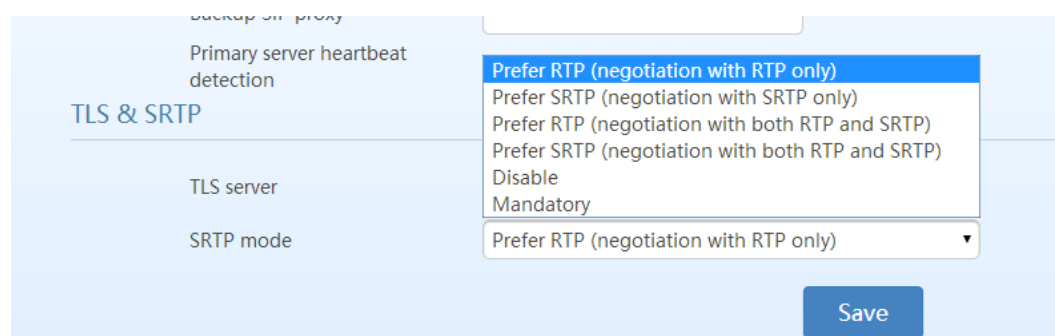 Primary server heartbeat
detection
Prefer RTP (negotiation with RTP only)
Prefer SRTP (negotiation with SRTP only)
Prefer RTP (negotiation with both RTP and SRTP)
Prefer SRTP (negotiation with both RTP and SRTP)
Disable
Mandatory
TLS & SRTP
TLS server
SRTP mode
Prefer RTP (negotiation with RTP only)
Save